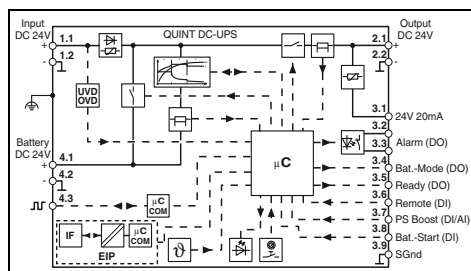 Input
DC 24V
QUINT DC-UPS
Output
DC 24V
+ 1.1
2.1 +
1.2
2.2
-
-
UVD
OVD
3.1
24V 20mA
3.2
Alarm (DO)
3.3
Battery
DC 24V
µC
3.4
Bat.-Mode (DO)
+ 4.1
3.5
Ready (DO)
4.2
-
3.6
Remote (DI)
4.3
µC
COM
3.7
PS Boost (DI/AI)
3.8
Bat.-Start (DI)
IF
µC
COM
ϑ
3.9
SGnd
EIP